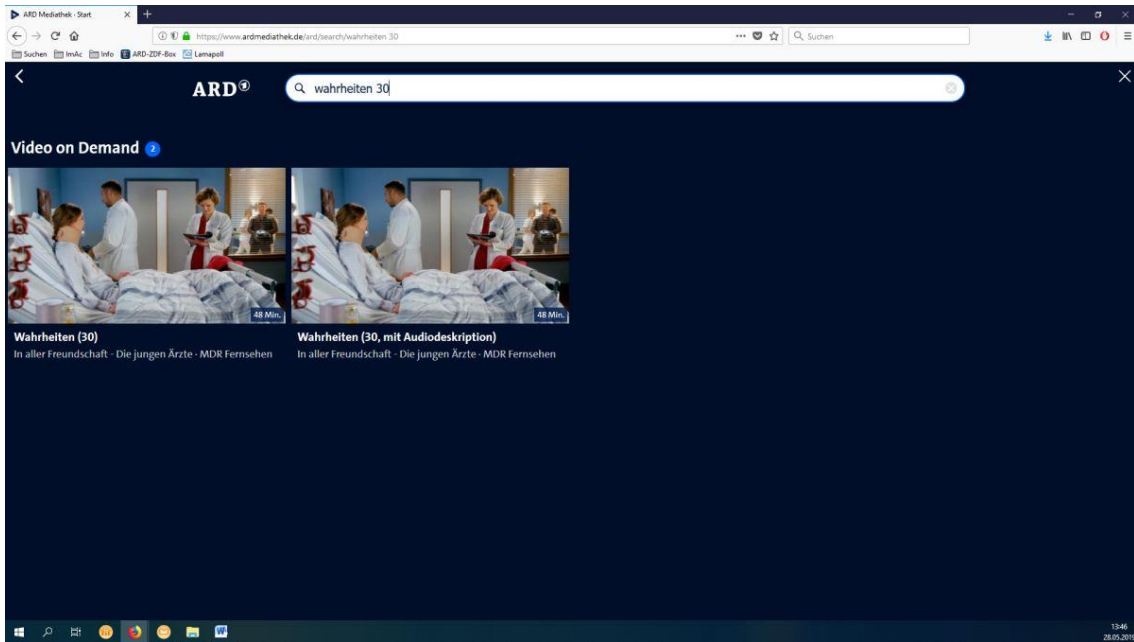 ARD Mediathek - Start
https://www.ardmediathek.de/ard/search/wahrheiten 30
Suchen
Suchen ImAc Info ARD-ZDF-Box Lamapoll
ARD
wahrheiten 30
Video on Demand 2
48 Min. 48 Min.
Wahrheiten (30) Wahrheiten (30, mit Audiodeskription)
In aller Freundschaft - Die jungen Ärzte · MDR Fernsehen In aller Freundschaft - Die jungen Ärzte · MDR Fernsehen
13:46
28.05.2019